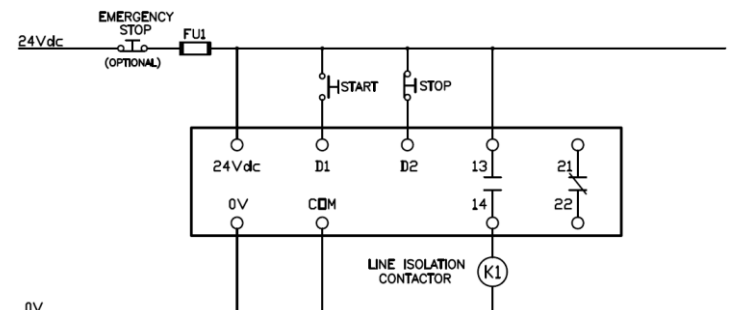 EMERGENCY
STOP
24Vdc
FU1
(OPTIONAL)
START
STOP
24Vdc D1 D2 13 21
0V COM 14 22
LINE ISOLATION
CONTACTOR
K1
0V